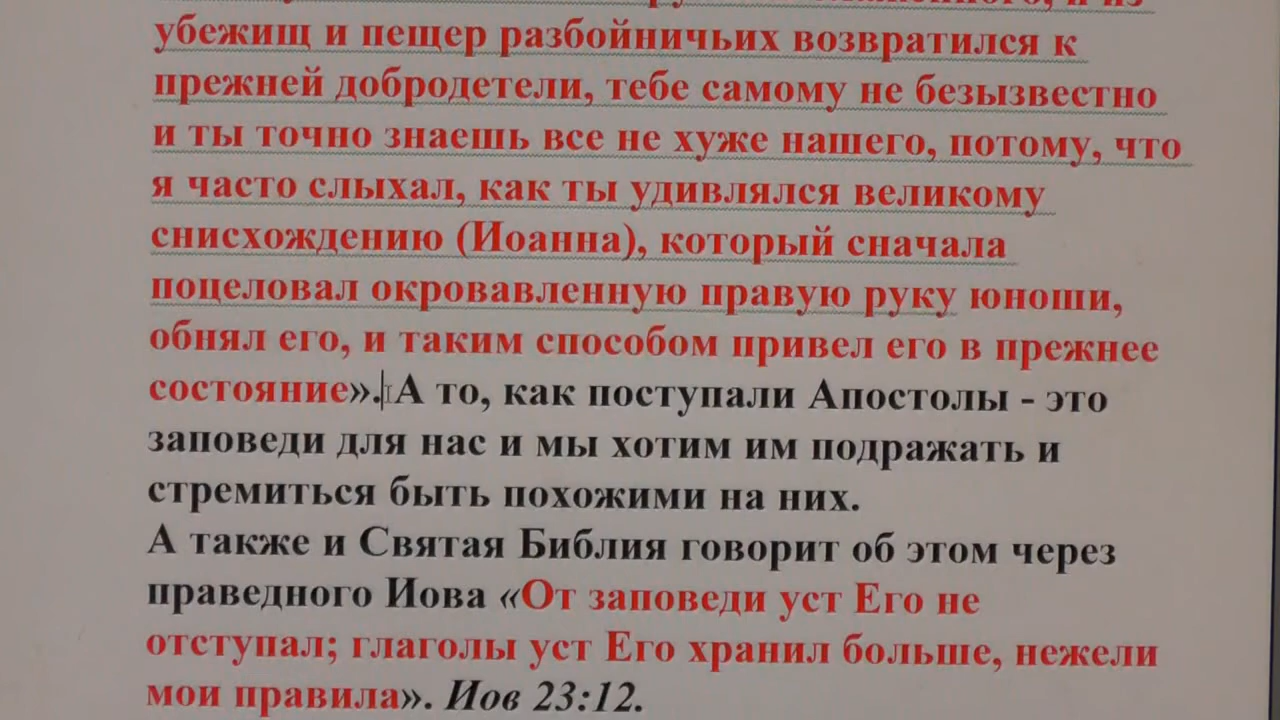 убежищ и пещер разбойничьих возвратился к
прежней добродетели, тебе самому не безызвестно
и ты точно знаешь все не хуже нашего, потому, что
я часто слыхал, как ты удивлялся великому
снисхождению (Иоанна), который сначала
поцеловал окровавленную правую руку юноши,
обнял его, и таким способом привел его в прежнее
состояние». А то, как поступали Апостолы - это
заповеди для нас и мы хотим им подражать и
стремиться быть похожими на них.
А также и Святая Библия говорит об этом через
праведного Иова «От заповеди уст Его не
отступал; глаголы уст Его хранил больше, нежели
мои правила». Иов 23:12.